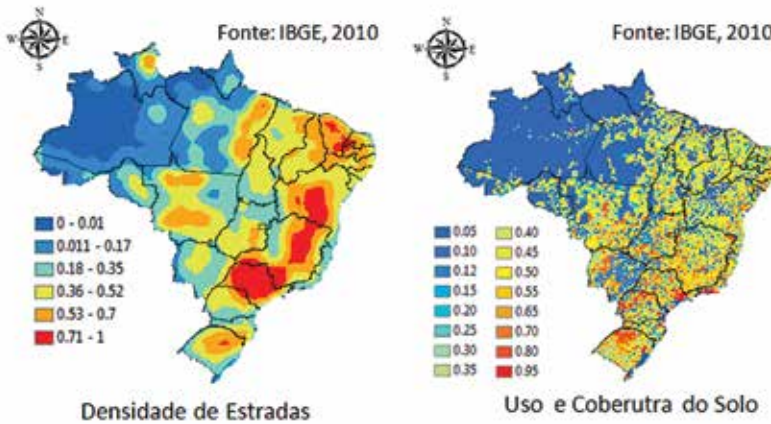 Fonte: IBGE, 2010
N
W E
S
0 - 0.01
0.011 - 0.17
0.18 - 0.35
0.36 - 0.52
0.53 - 0.7
0.71 - 1
Densidade de Estradas
Fonte: IBGE, 2010
N
W E
S
0.05 0.40
0.10 0.45
0.12 0.50
0.15 0.55
0.20 0.65
0.25 0.70
0.30 0.80
0.35 0.95
Uso e Coberutra do Solo